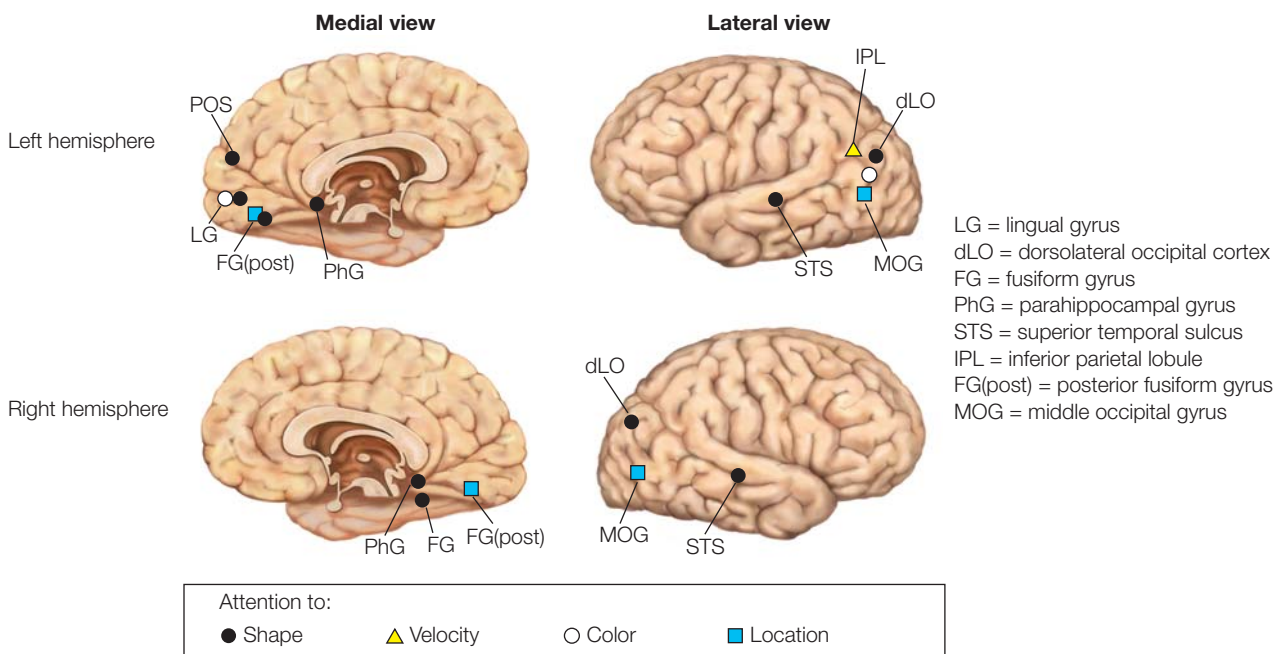 Medial view
Lateral view
Left hemisphere
POS
LG
FG(post)
PhG
IPL
dLO
STS
MOG
LG = lingual gyrus
dLO = dorsolateral occipital cortex
FG = fusiform gyrus
PhG = parahippocampal gyrus
STS = superior temporal sulcus
IPL = inferior parietal lobule
FG(post) = posterior fusiform gyrus
MOG = middle occipital gyrus
Right hemisphere
PhG
FG
FG(post)
dLO
MOG
STS
Attention to:
Shape
Velocity
Color
Location